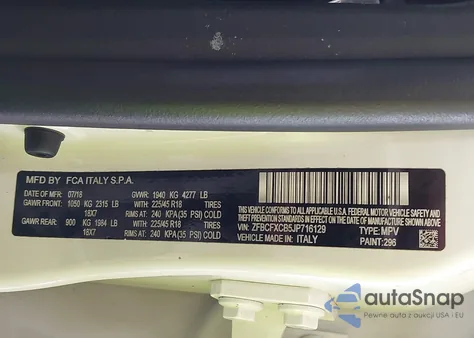 MFD BY FCA ITALY S.P.A.
DATE OF MFR: 07/18 GVWR: 1940 KG 4277 LB
GAWR FRONT: 1050 KG 2315 LB WITH: 225/45 R18 TIRES
18X7 RIMS AT: 240 KPA(35 PSI) COLD
GAWR REAR: 900 KG 1984 LB WITH: 225/45 R18 TIRES
18X7 RIMS AT: 240 KPA(35 PSI) COLD
THIS VEHICLE CONFORMS TO ALL APPLICABLE
FEDERAL MOTOR VEHICLE SAFETY, BUMPER, AND
THEFT PREVENTION STANDARDS IN EFFECT ON
THE DATE OF MANUFACTURE SHOWN ABOVE
VIN: ZFBCFXCB5JP716129 TYPE: MPV
VEHICLE MADE IN: ITALY PAINT: 296
autoSnap
Pewne auta z aukcji USA i EU